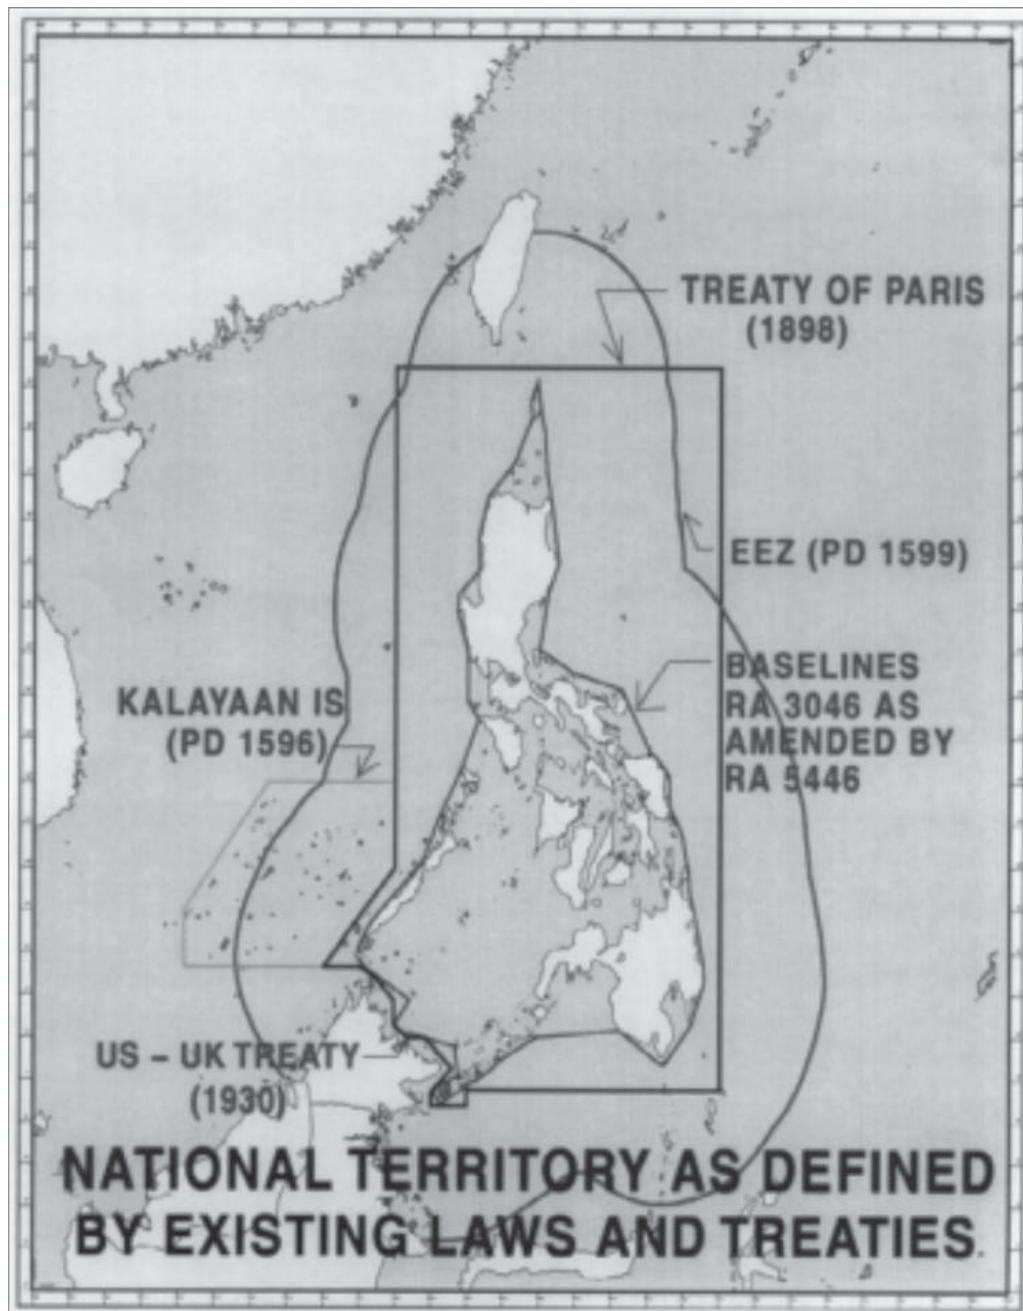 TREATY OF PARIS
(1898)
EEZ (PD 1599)
BASELINES
RA 3046 AS
AMENDED BY
RA 5446
KALAYAAN IS
(PD 1596)
US – UK TREATY
(1930)
NATIONAL TERRITORY AS DEFINED
BY EXISTING LAWS AND TREATIES.